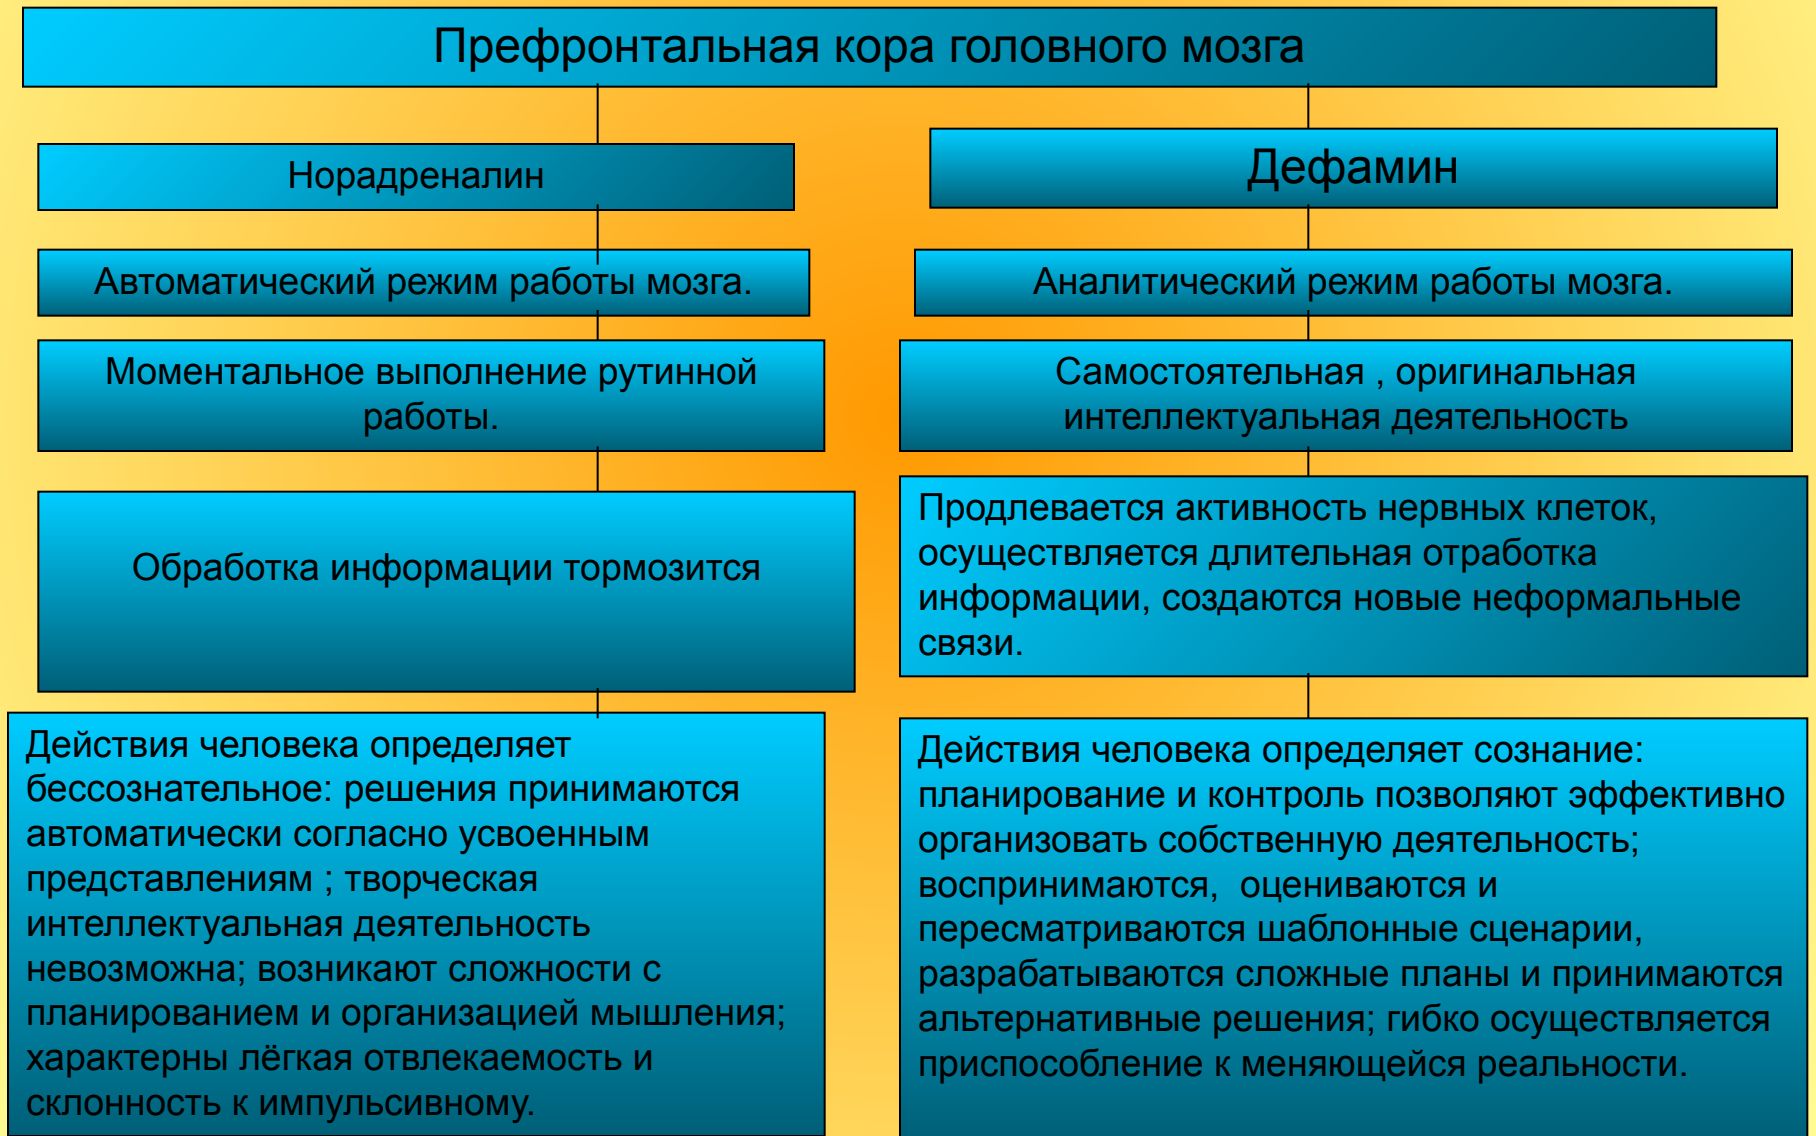 Префронтальная кора головного мозга
Норадреналин
Автоматический режим работы мозга.
Моментальное выполнение рутинной
работы.
Обработка информации тормозится
Действия человека определяет
бессознательное: решения принимаются
автоматически согласно усвоенным
представлениям ; творческая
интеллектуальная деятельность
невозможна; возникают сложности с
планированием и организацией мышления;
характерны лёгкая отвлекаемость и
склонность к импульсивному.
Дефамин
Аналитический режим работы мозга.
Самостоятельная , оригинальная
интеллектуальная деятельность
Продлевается активность нервных клеток,
осуществляется длительная отработка
информации, создаются новые неформальные
связи.
Действия человека определяет сознание:
планирование и контроль позволяют эффективно
организовать собственную деятельность;
воспринимаются,  оцениваются и
пересматриваются шаблонные сценарии,
разрабатываются сложные планы и принимаются
альтернативные решения; гибко осуществляется
приспособление к меняющейся реальности.